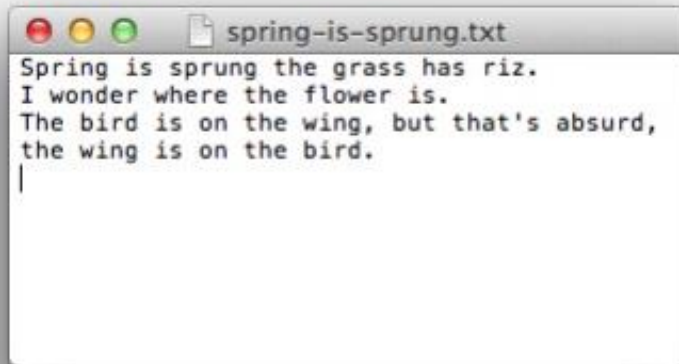 spring-is-sprung.txt
Spring is sprung the grass has riz.
I wonder where the flower is.
The bird is on the wing, but that's absurd,
the wing is on the bird.